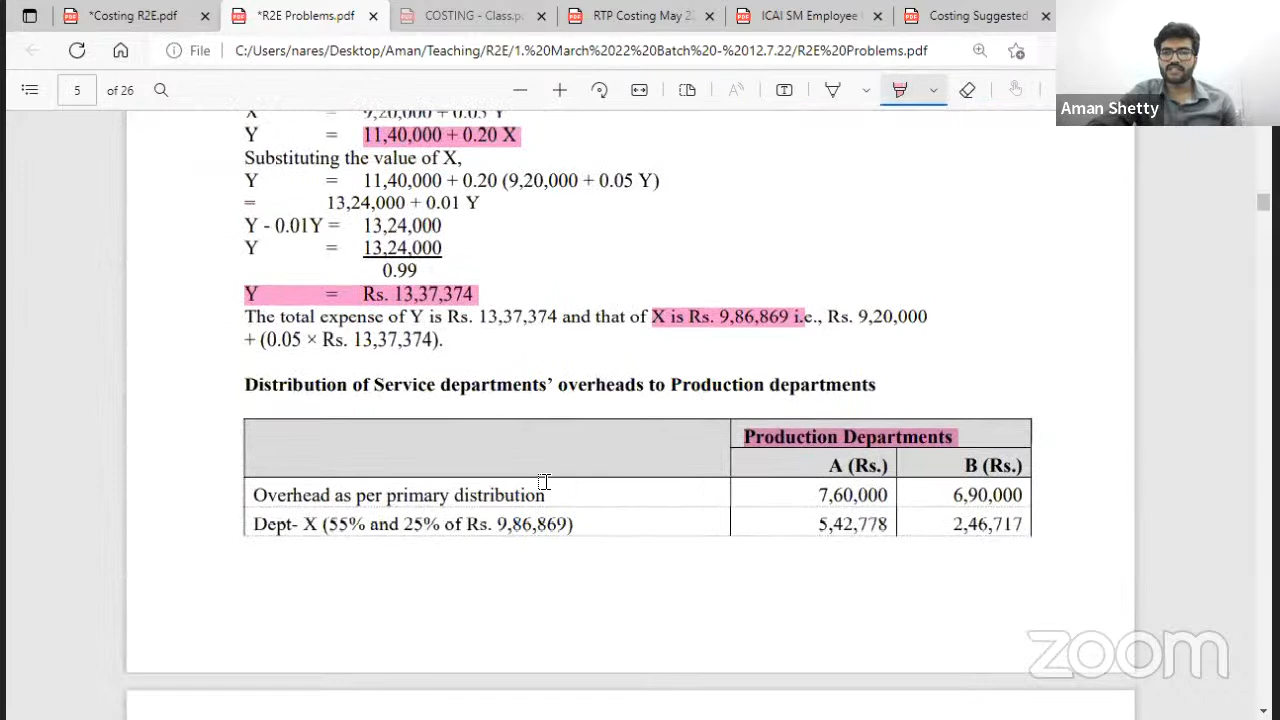 *Costing R2E.pdf
*R2E Problems.pdf
COSTING - Class.p
RTP Costing May 2
ICAI SM Employee
Costing Suggested
File
C:/Users/nares/Desktop/Aman/Teaching/R2E/1.%20March%2022%20Batch%20-%2012.7.22/R2E%20Problems.pdf
5 of 26
Aman Shetty
X = 9,20,000 + 0.05 Y
Y = 11,40,000 + 0.20 X
Substituting the value of X,
Y = 11,40,000 + 0.20 (9,20,000 + 0.05 Y)
= 13,24,000 + 0.01 Y
Y - 0.01Y = 13,24,000
Y = 13,24,000
0.99
Y = Rs. 13,37,374
The total expense of Y is Rs. 13,37,374 and that of X is Rs. 9,86,869 i.e., Rs. 9,20,000
+ (0.05 × Rs. 13,37,374).
Distribution of Service departments’ overheads to Production departments
Production Departments
A (Rs.) B (Rs.)
Overhead as per primary distribution 7,60,000 6,90,000
Dept- X (55% and 25% of Rs. 9,86,869) 5,42,778 2,46,717
zoom